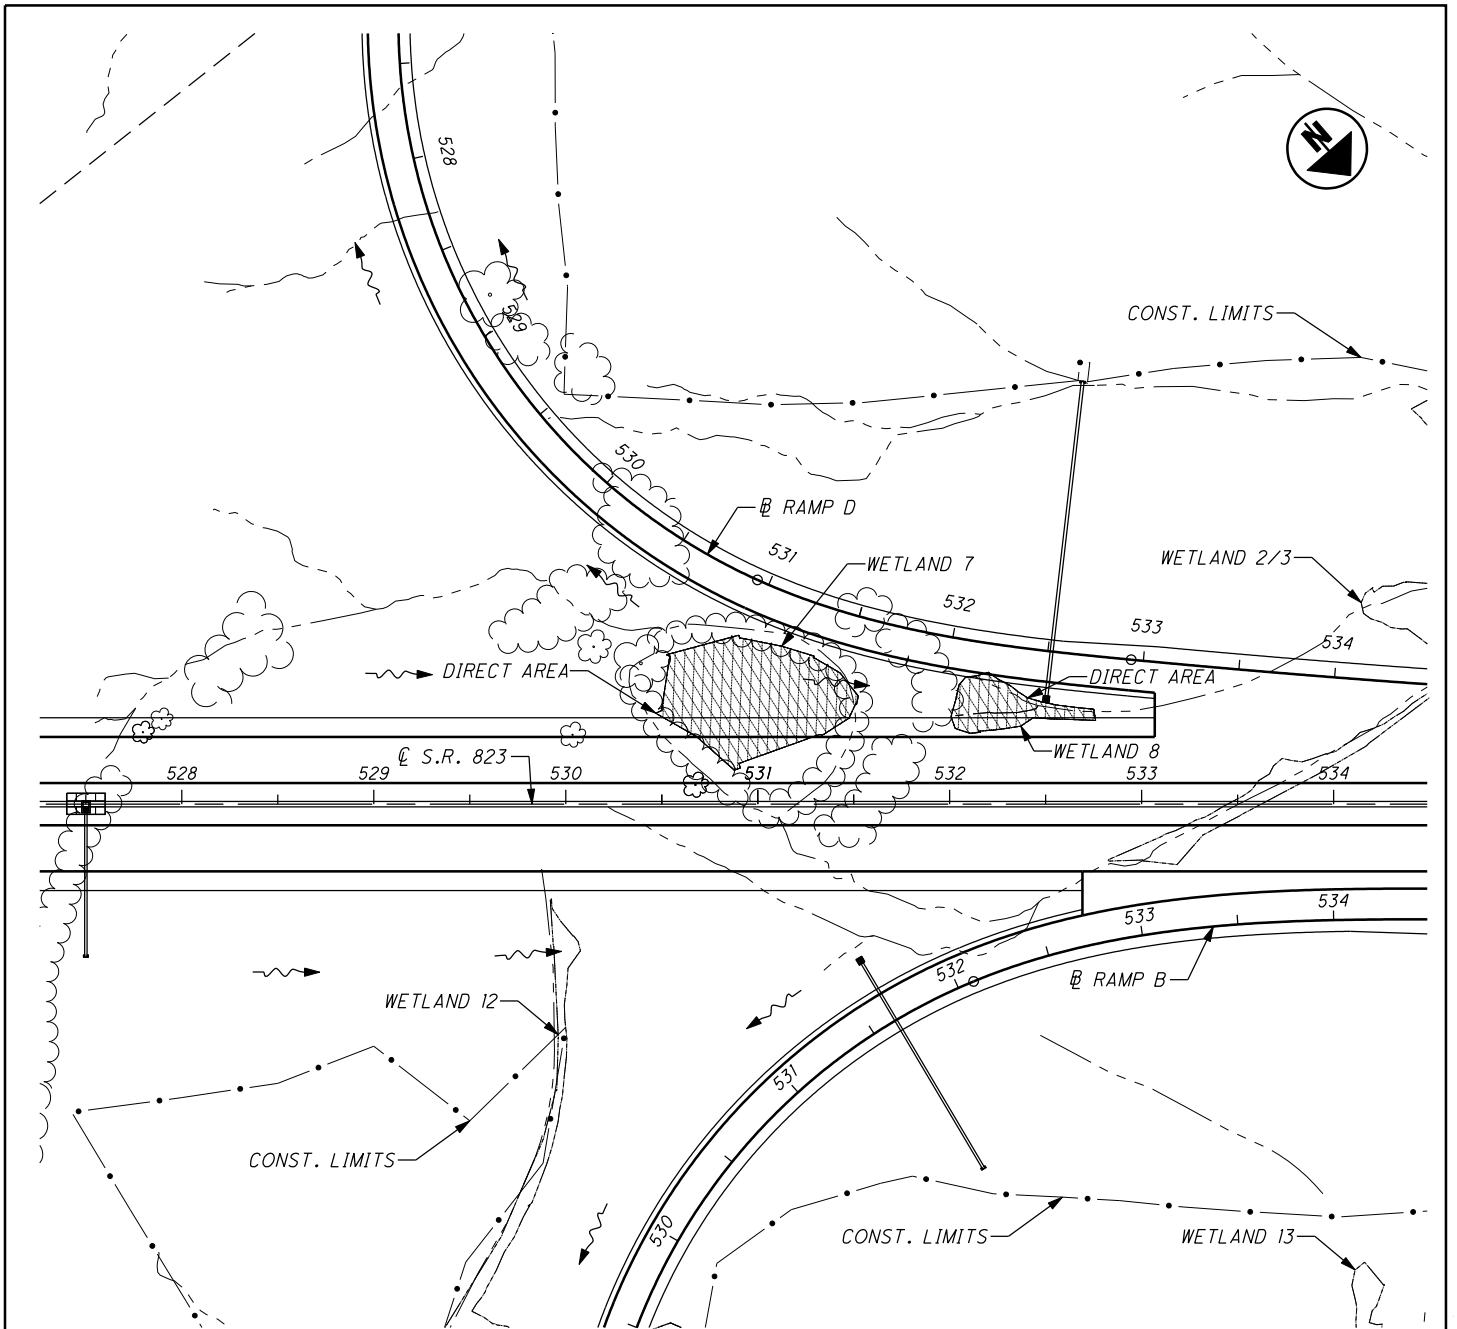 N
528
CONST. LIMITS
529
530
℄ RAMP D
531
WETLAND 7
WETLAND 2/3
532
533
534
DIRECT AREA
DIRECT AREA
WETLAND 8
℄ S.R. 823
528
529
530
531
532
533
534
534
533
532
℄ RAMP B
WETLAND 12
531
CONST. LIMITS
530
CONST. LIMITS
WETLAND 13